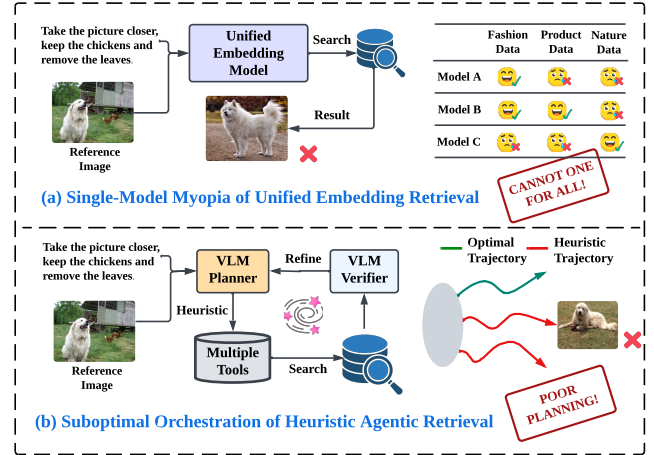 Take the picture closer,
keep the chickens and
remove the leaves.
Reference
Image
Unified
Embedding
Model
Search
Result
Fashion Data
Product Data
Nature Data
Model A
Model B
Model C
CANNOT ONE
FOR ALL!
(a) Single-Model Myopia of Unified Embedding Retrieval
Take the picture closer,
keep the chickens and
remove the leaves.
Reference
Image
VLM
Planner
Refine
VLM
Verifier
Heuristic
Multiple
Tools
Search
Optimal
Trajectory
Heuristic
Trajectory
POOR
PLANNING!
(b) Suboptimal Orchestration of Heuristic Agentic Retrieval